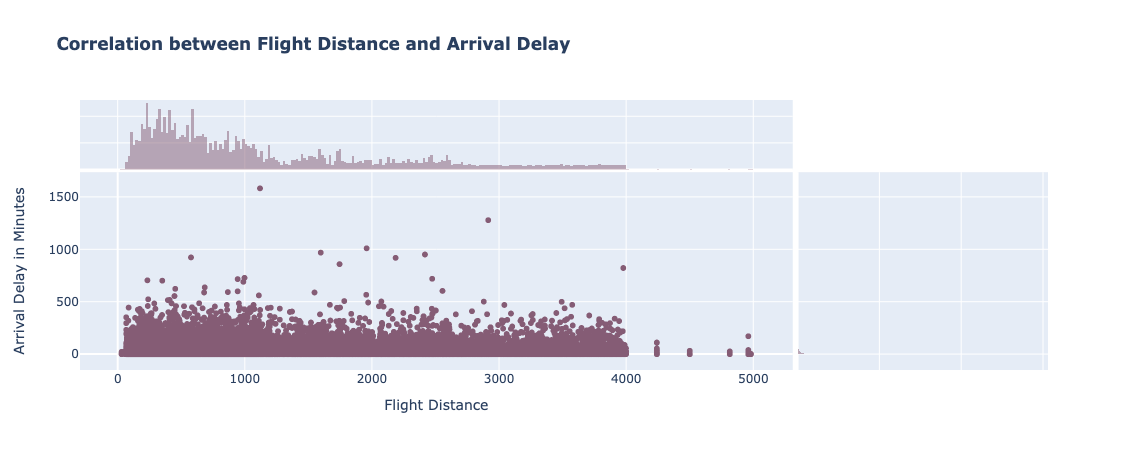 Correlation between Flight Distance and Arrival Delay
Arrival Delay in Minutes
1500
1000
500
0
0 1000 2000 3000 4000 5000
Flight Distance